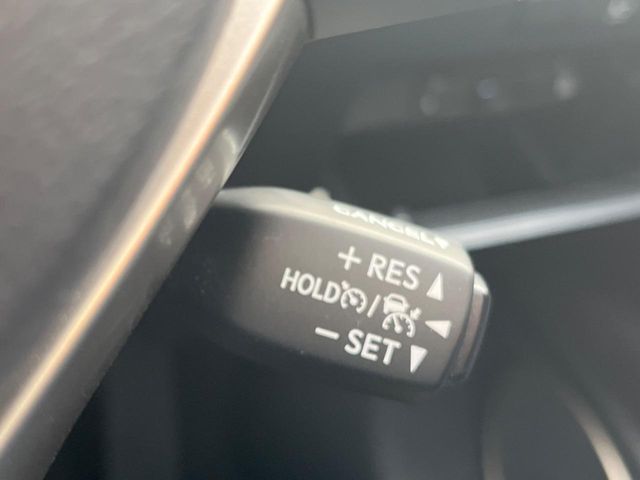 CANCEL▼
+ RES ▲
HOLD / ◀
− SET ▼